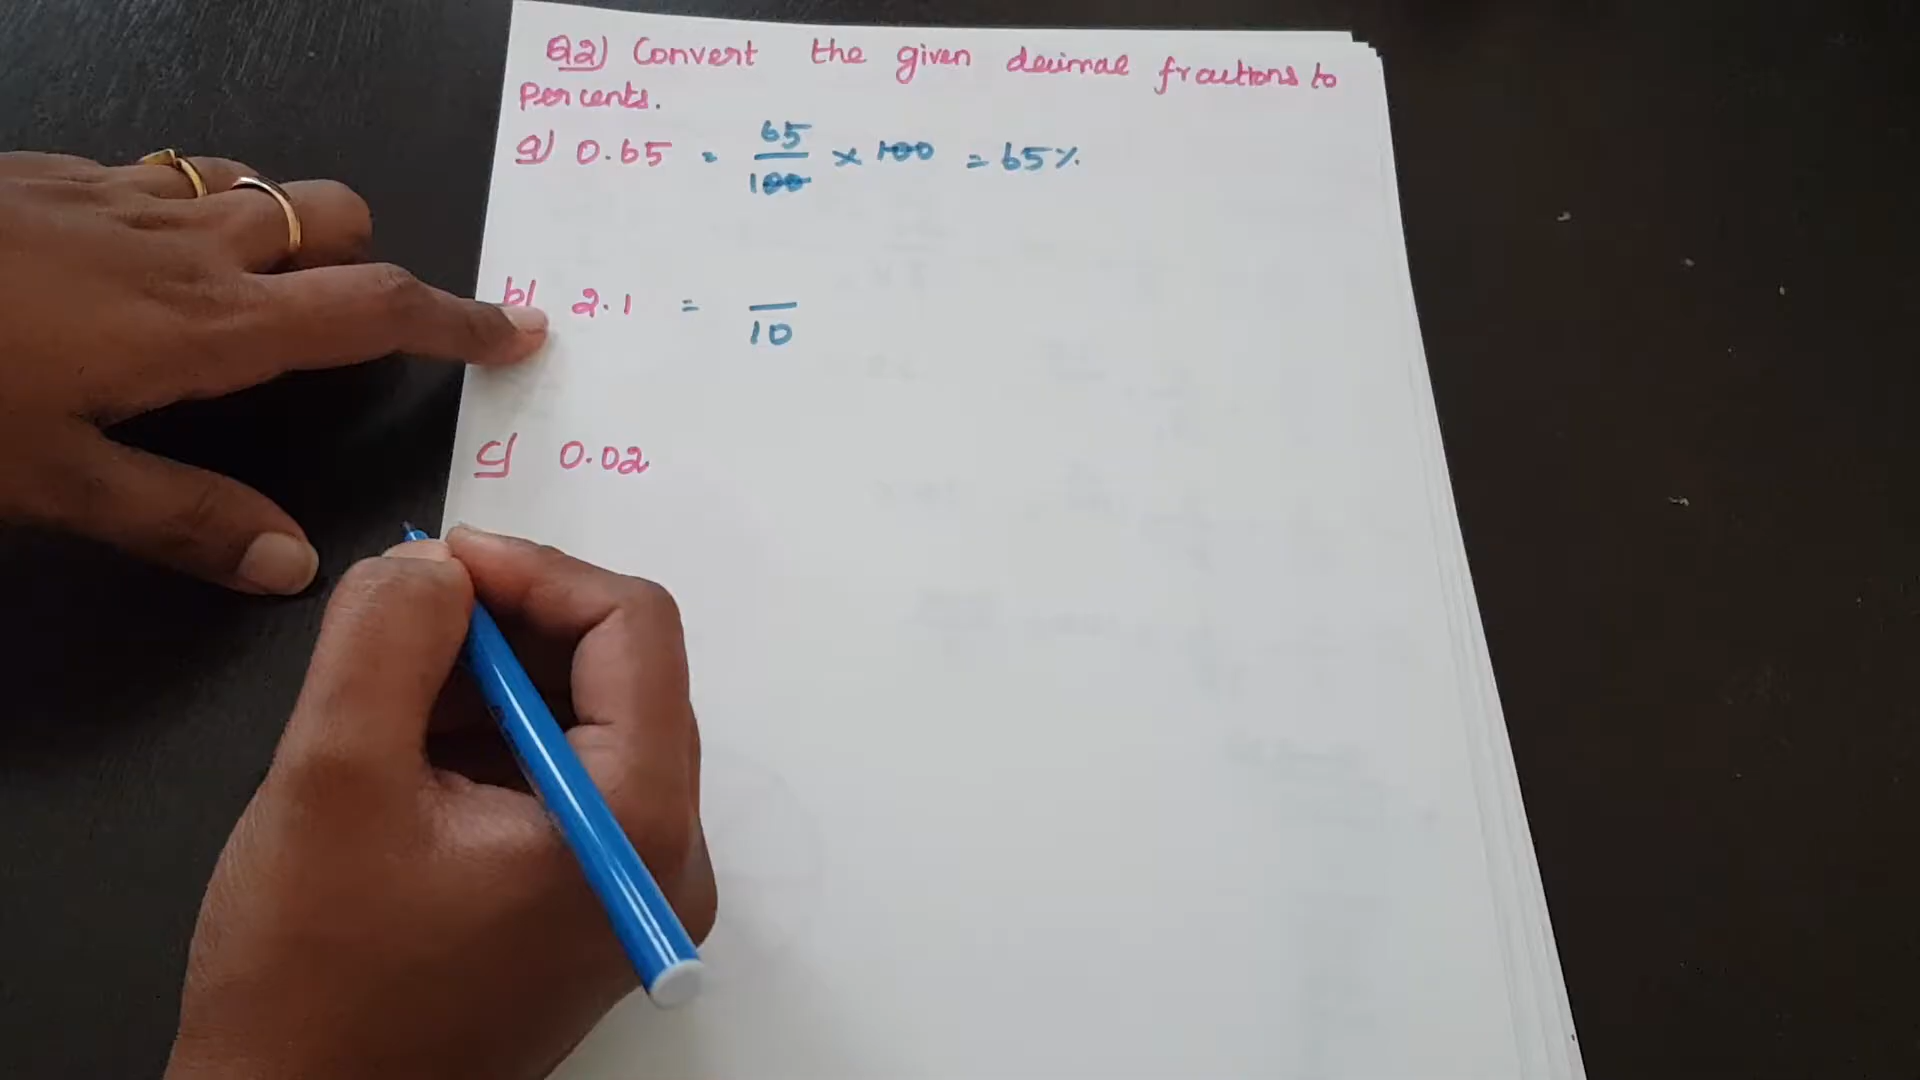 Q2) Convert the given decimal fractions to
Percents.
a) 0.65 = 65/100 × 100 = 65%
b) 2.1 = /10
c) 0.02